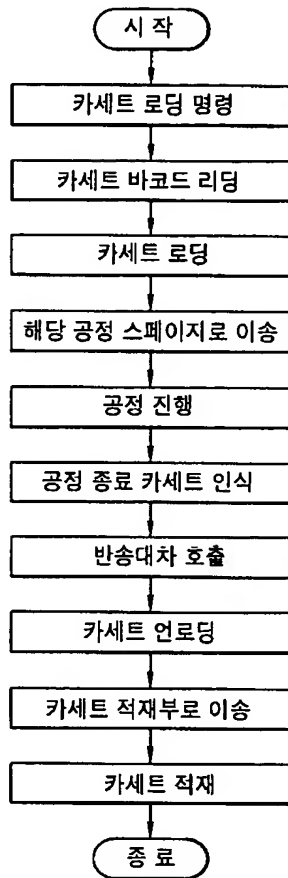 시 작
카세트 로딩 명령
카세트 바코드 리딩
카세트 로딩
해당 공정 스페이지로 이송
공정 진행
공정 종료 카세트 인식
반송대차 호출
카세트 언로딩
카세트 적재부로 이송
카세트 적재
종 료